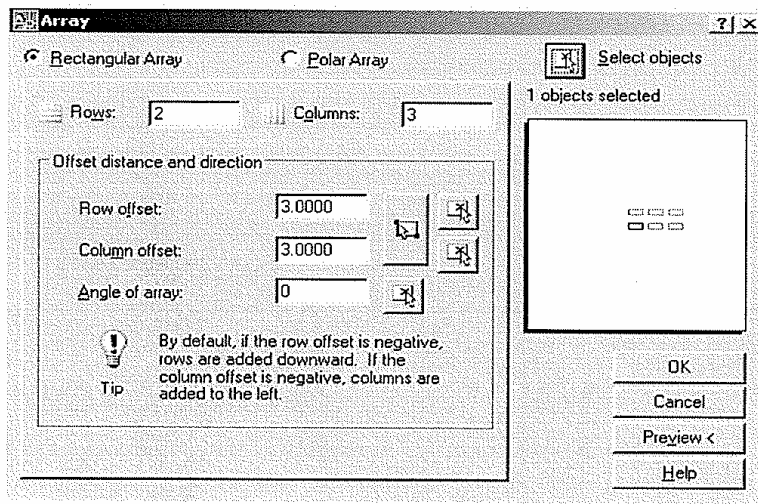 Array
Rectangular Array
Polar Array
Select objects
1 objects selected
Rows: 2
Columns: 3
Offset distance and direction
Row offset: 3.0000
Column offset: 3.0000
Angle of array: 0
Tip
By default, if the row offset is negative,
rows are added downward. If the
column offset is negative, columns are
added to the left.
OK
Cancel
Preview <
Help